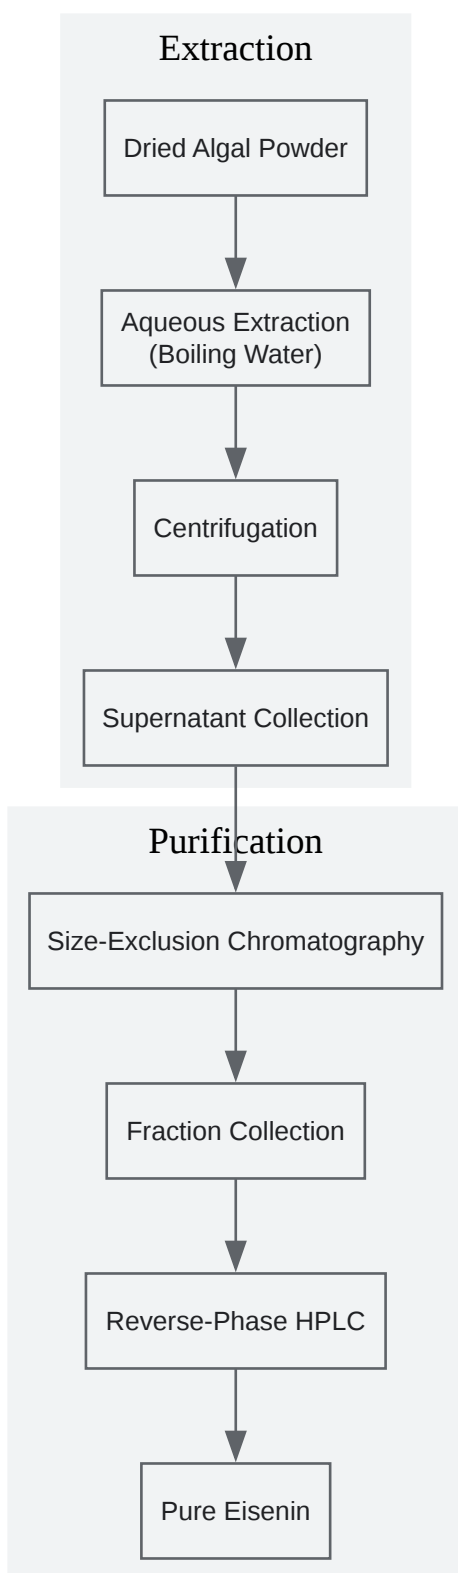 Extraction
Dried Algal Powder
Aqueous Extraction
(Boiling Water)
Centrifugation
Supernatant Collection
Purification
Size-Exclusion Chromatography
Fraction Collection
Reverse-Phase HPLC
Pure Eisenin